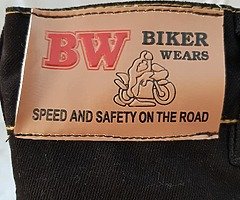 BW BIKER
WEARS
SPEED AND SAFETY ON THE ROAD